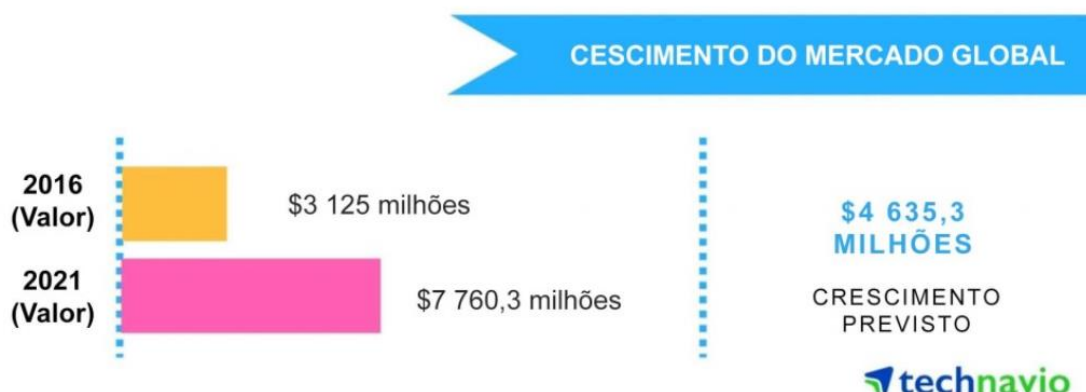 CESCIMENTO DO MERCADO GLOBAL
2016
(Valor)
$3 125 milhões
2021
(Valor)
$7 760,3 milhões
$4 635,3
MILHÕES
CRESCIMENTO
PREVISTO
technavio